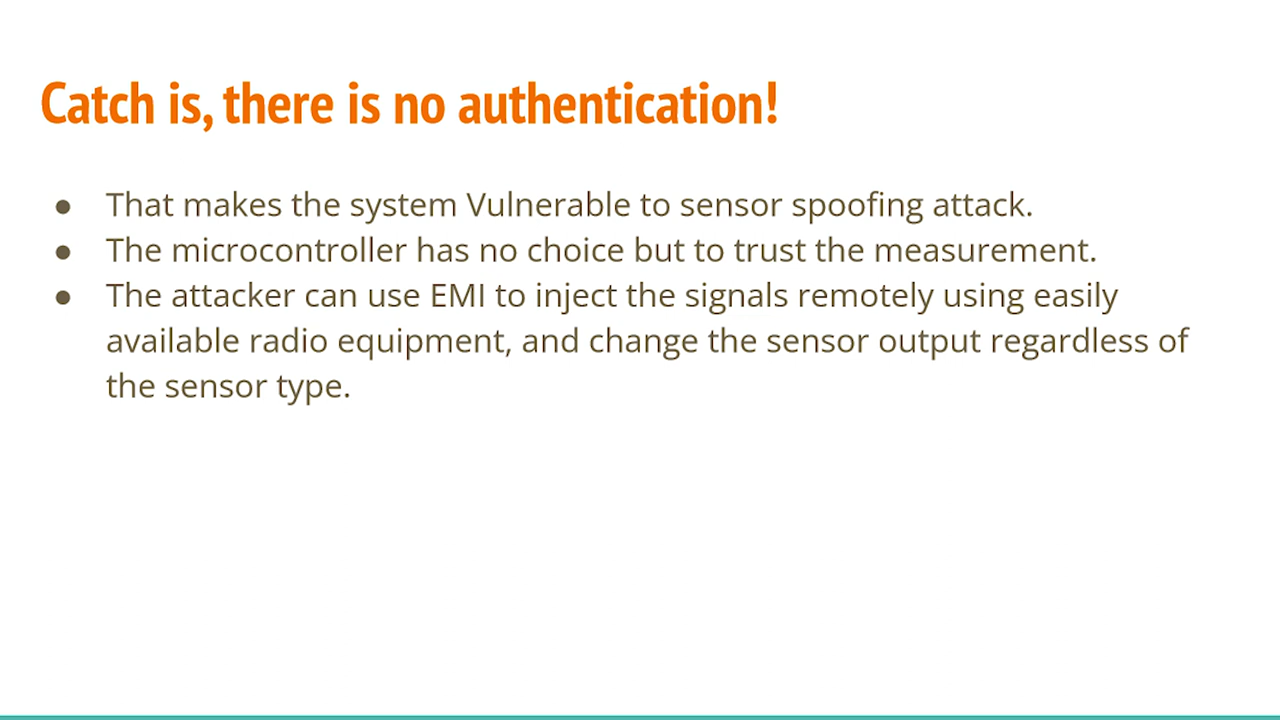 Catch is, there is no authentication!
● That makes the system Vulnerable to sensor spoofing attack.
● The microcontroller has no choice but to trust the measurement.
● The attacker can use EMI to inject the signals remotely using easily
available radio equipment, and change the sensor output regardless of
the sensor type.